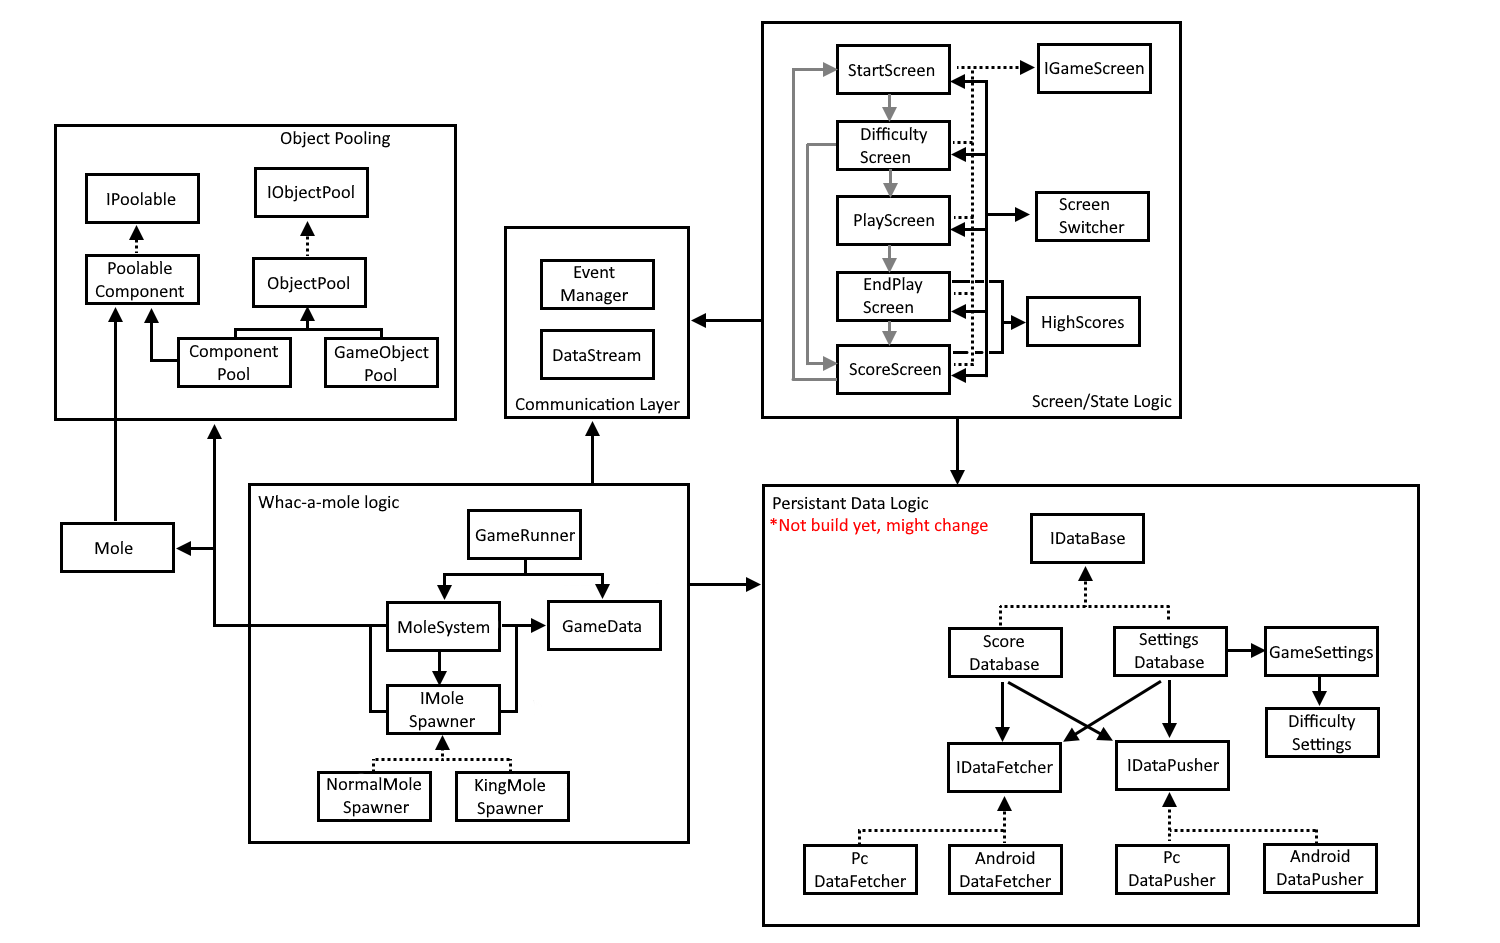 StartScreen
IGameScreen
Difficulty
Screen
PlayScreen
Screen
Switcher
EndPlay
Screen
HighScores
ScoreScreen
Screen/State Logic
Object Pooling
IPoolable
IObjectPool
Poolable
Component
ObjectPool
Component
Pool
GameObject
Pool
Event
Manager
DataStream
Communication Layer
Mole
Whac-a-mole logic
GameRunner
MoleSystem
GameData
IMole
Spawner
NormalMole
Spawner
KingMole
Spawner
Persistant Data Logic
*Not build yet, might change
IDataBase
Score
Database
Settings
Database
GameSettings
Difficulty
Settings
IDataFetcher
IDataPusher
Pc
DataFetcher
Android
DataFetcher
Pc
DataPusher
Android
DataPusher